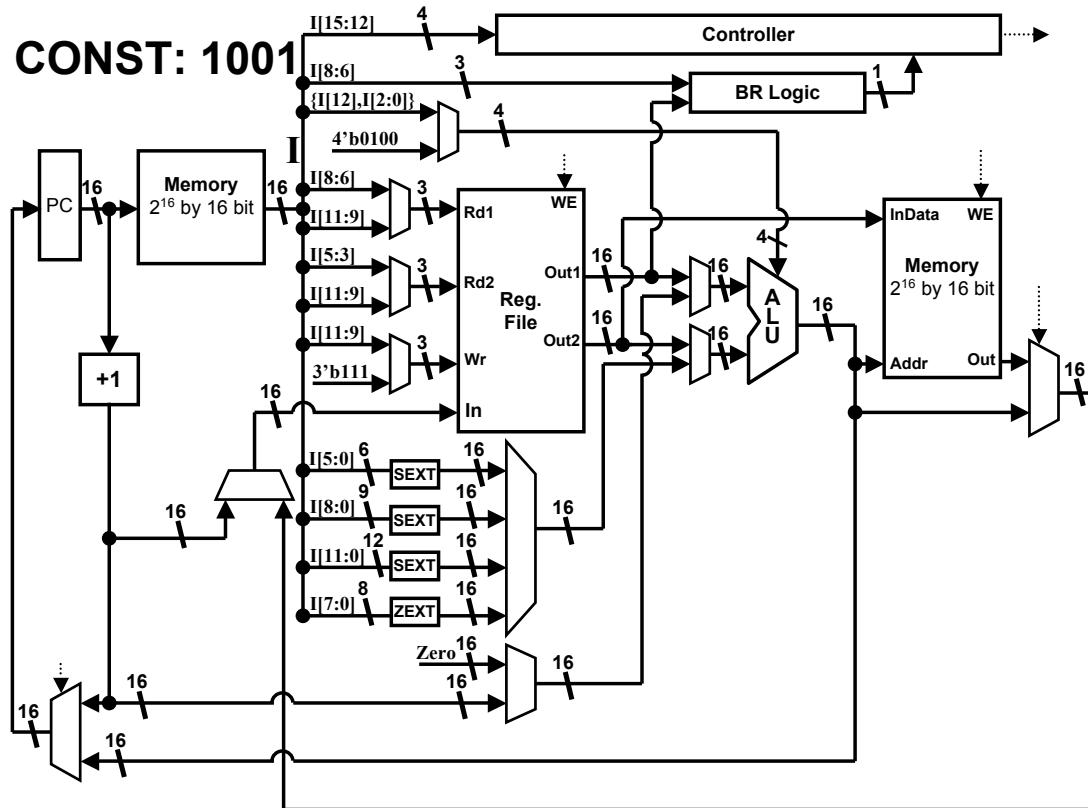 I[15:12]
4
Controller
CONST: 1001
I[8:6]
3
BR Logic
1
{I[12],I[2:0]}
4
4'b0100
I
PC
16
Memory
2^16 by 16 bit
16
I[8:6]
3
I[11:9]
Rd1
WE
I[5:3]
3
I[11:9]
Rd2
Reg.
File
Out1
16
Out2
16
I[11:9]
3
3'b111
Wr
In
16
16
16
4
ALU
16
InData
WE
Memory
2^16 by 16 bit
Addr
Out
16
+1
I[5:0]
6
SEXT
16
I[8:0]
9
SEXT
16
16
16
I[11:0]
12
SEXT
16
I[7:0]
8
ZEXT
16
Zero
16
16
16
16
16
16